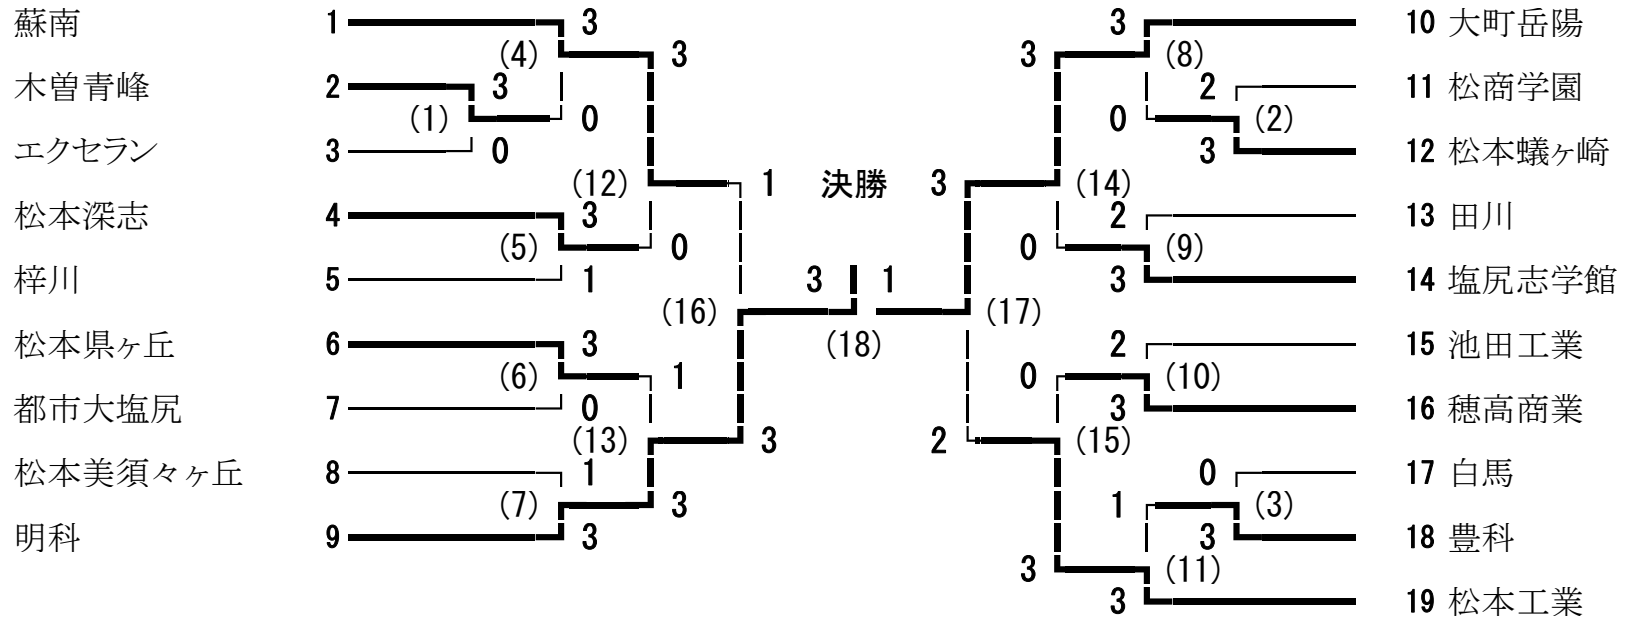 蘇南 1 3 3 10 大町岳陽
(4) 3 3 (8)
木曽青峰 2 3 2 11 松商学園
(1) 0 0 (2)
エクセラン 3 0 3 12 松本蟻ヶ崎
(12) 1 決勝 3 (14)
松本深志 4 3 2 13 田川
(5) 0 0 (9)
梓川 5 1 3 1 3 14 塩尻志学館
(16) (18) (17)
松本県ヶ丘 6 3 2 15 池田工業
(6) 1 0 (10)
都市大塩尻 7 0 3 16 穂高商業
(13) 3 2 (15)
松本美須々ヶ丘 8 1 0 17 白馬
(7) 3 1 (3)
明科 9 3 3 18 豊科
3 (11)
3 19 松本工業